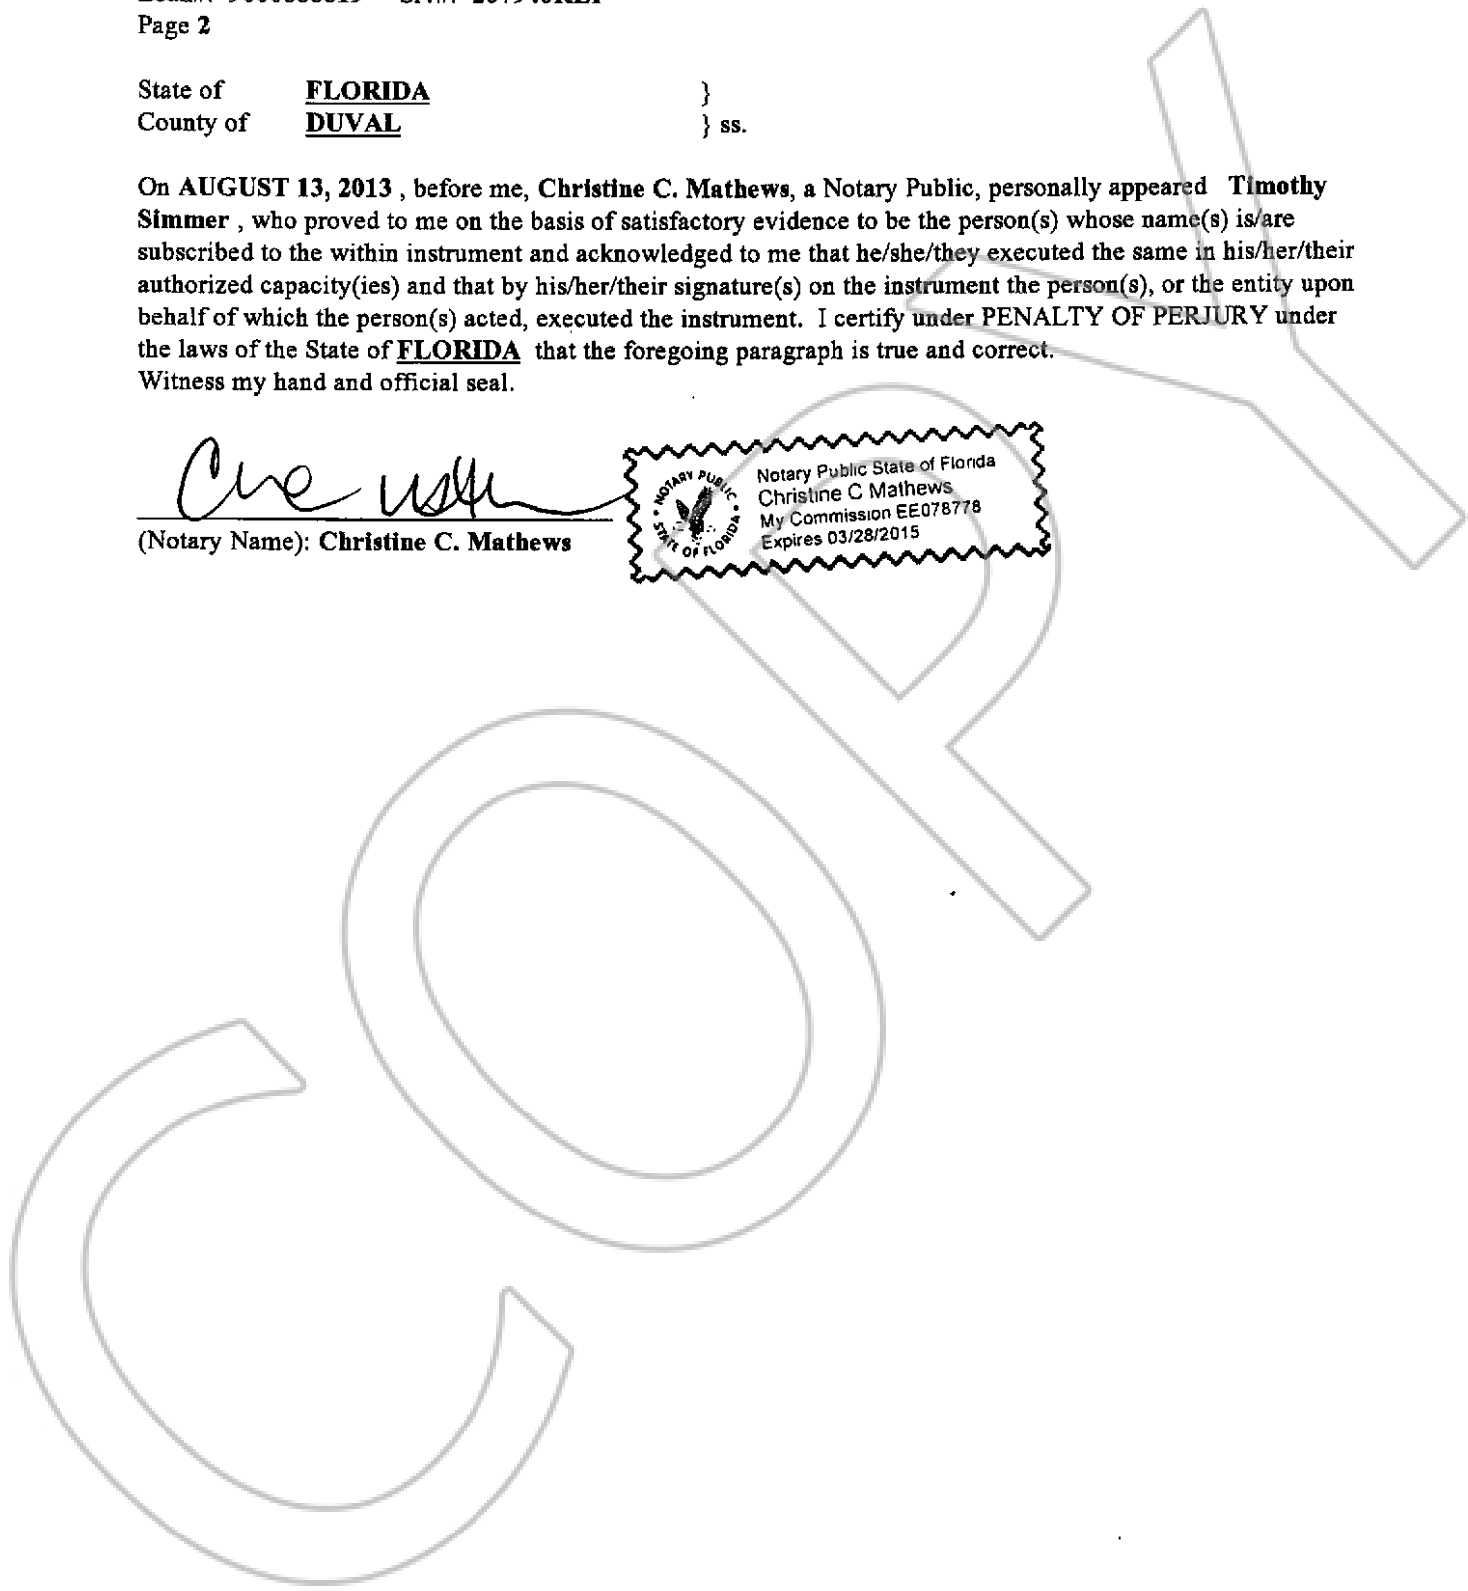 Page 2
State of FLORIDA }
County of DUVAL } ss.
On AUGUST 13, 2013 , before me, Christine C. Mathews, a Notary Public, personally appeared Timothy
Simmer , who proved to me on the basis of satisfactory evidence to be the person(s) whose name(s) is/are
subscribed to the within instrument and acknowledged to me that he/she/they executed the same in his/her/their
authorized capacity(ies) and that by his/her/their signature(s) on the instrument the person(s), or the entity upon
behalf of which the person(s) acted, executed the instrument. I certify under PENALTY OF PERJURY under
the laws of the State of FLORIDA that the foregoing paragraph is true and correct.
Witness my hand and official seal.
(Notary Name): Christine C. Mathews
NOTARY PUBLIC
STATE OF FLORIDA
Notary Public State of Florida
Christine C Mathews
My Commission EE078778
Expires 03/28/2015
COPY